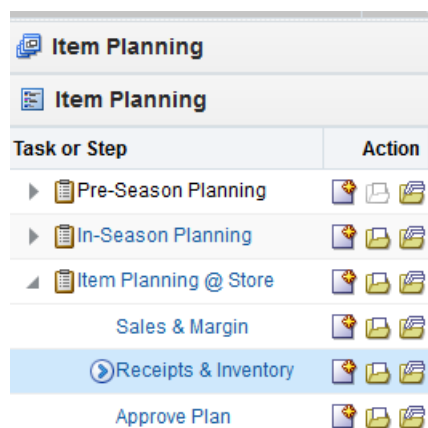 Item Planning
Item Planning
Task or Step Action
Pre-Season Planning
In-Season Planning
Item Planning @ Store
Sales & Margin
Receipts & Inventory
Approve Plan